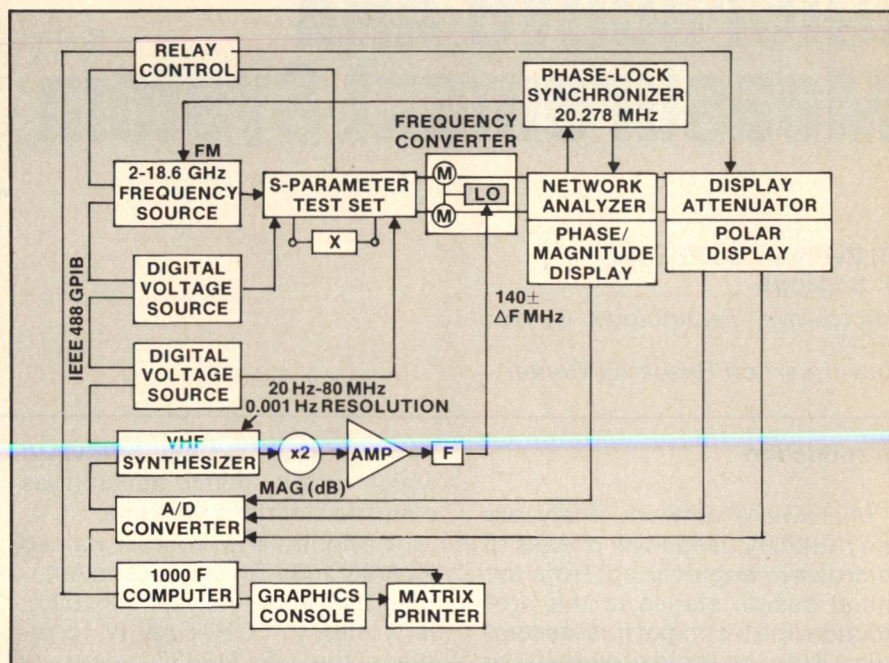 RELAY
CONTROL
PHASE-LOCK
SYNCHRONIZER
20.278 MHz
FREQUENCY
CONVERTER
FM
2-18.6 GHz
FREQUENCY
SOURCE
S-PARAMETER
TEST SET
M
LO
M
NETWORK
ANALYZER
DISPLAY
ATTENUATOR
X
PHASE/
MAGNITUDE
DISPLAY
POLAR
DISPLAY
IEEE 488 GPIB
DIGITAL
VOLTAGE
SOURCE
140±
ΔF MHz
DIGITAL
VOLTAGE
SOURCE
20 Hz-80 MHz
0.001 Hz RESOLUTION
VHF
SYNTHESIZER
x2
AMP
F
MAG (dB)
A/D
CONVERTER
1000 F
COMPUTER
GRAPHICS
CONSOLE
MATRIX
PRINTER